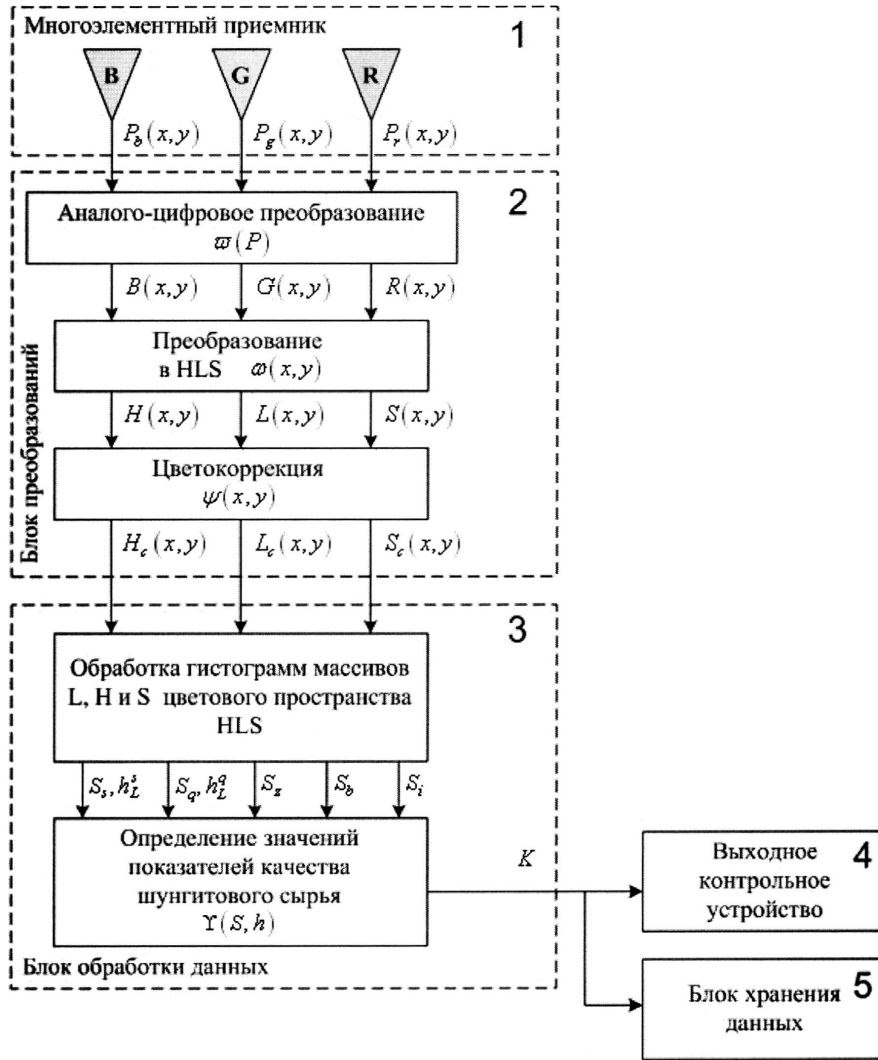 Многоэлементный приемник
1
B
G
R
P_b(x,y)
P_g(x,y)
P_r(x,y)
2
Аналого-цифровое преобразование
ϖ(P)
B(x,y)
G(x,y)
R(x,y)
Преобразование
в HLS ϖ(x,y)
H(x,y)
L(x,y)
S(x,y)
Цветокоррекция
ψ(x,y)
H_c(x,y)
L_c(x,y)
S_c(x,y)
Блок преобразований
3
Обработка гистограмм массивов
L, H и S цветового пространства
HLS
S_s, h_L^s
S_q, h_L^q
S_z
S_b
S_i
Определение значений
показателей качества
шунгитового сырья
ϒ(S,h)
Блок обработки данных
K
4
Выходное
контрольное
устройство
5
Блок хранения
данных